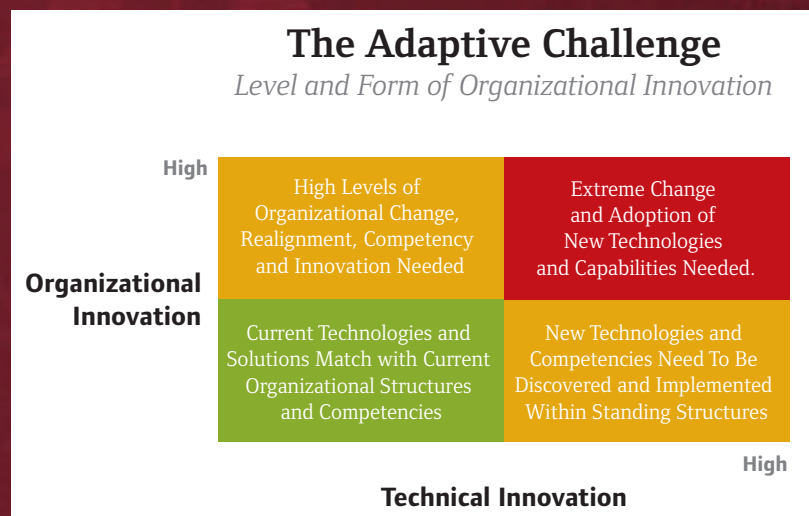 The Adaptive Challenge
Level and Form of Organizational Innovation
High
High Levels of
Organizational Change,
Realignment, Competency
and Innovation Needed
Extreme Change
and Adoption of
New Technologies
and Capabilities Needed.
Organizational
Innovation
Current Technologies and
Solutions Match with Current
Organizational Structures
and Competencies
New Technologies and
Competencies Need To Be
Discovered and Implemented
Within Standing Structures
High
Technical Innovation